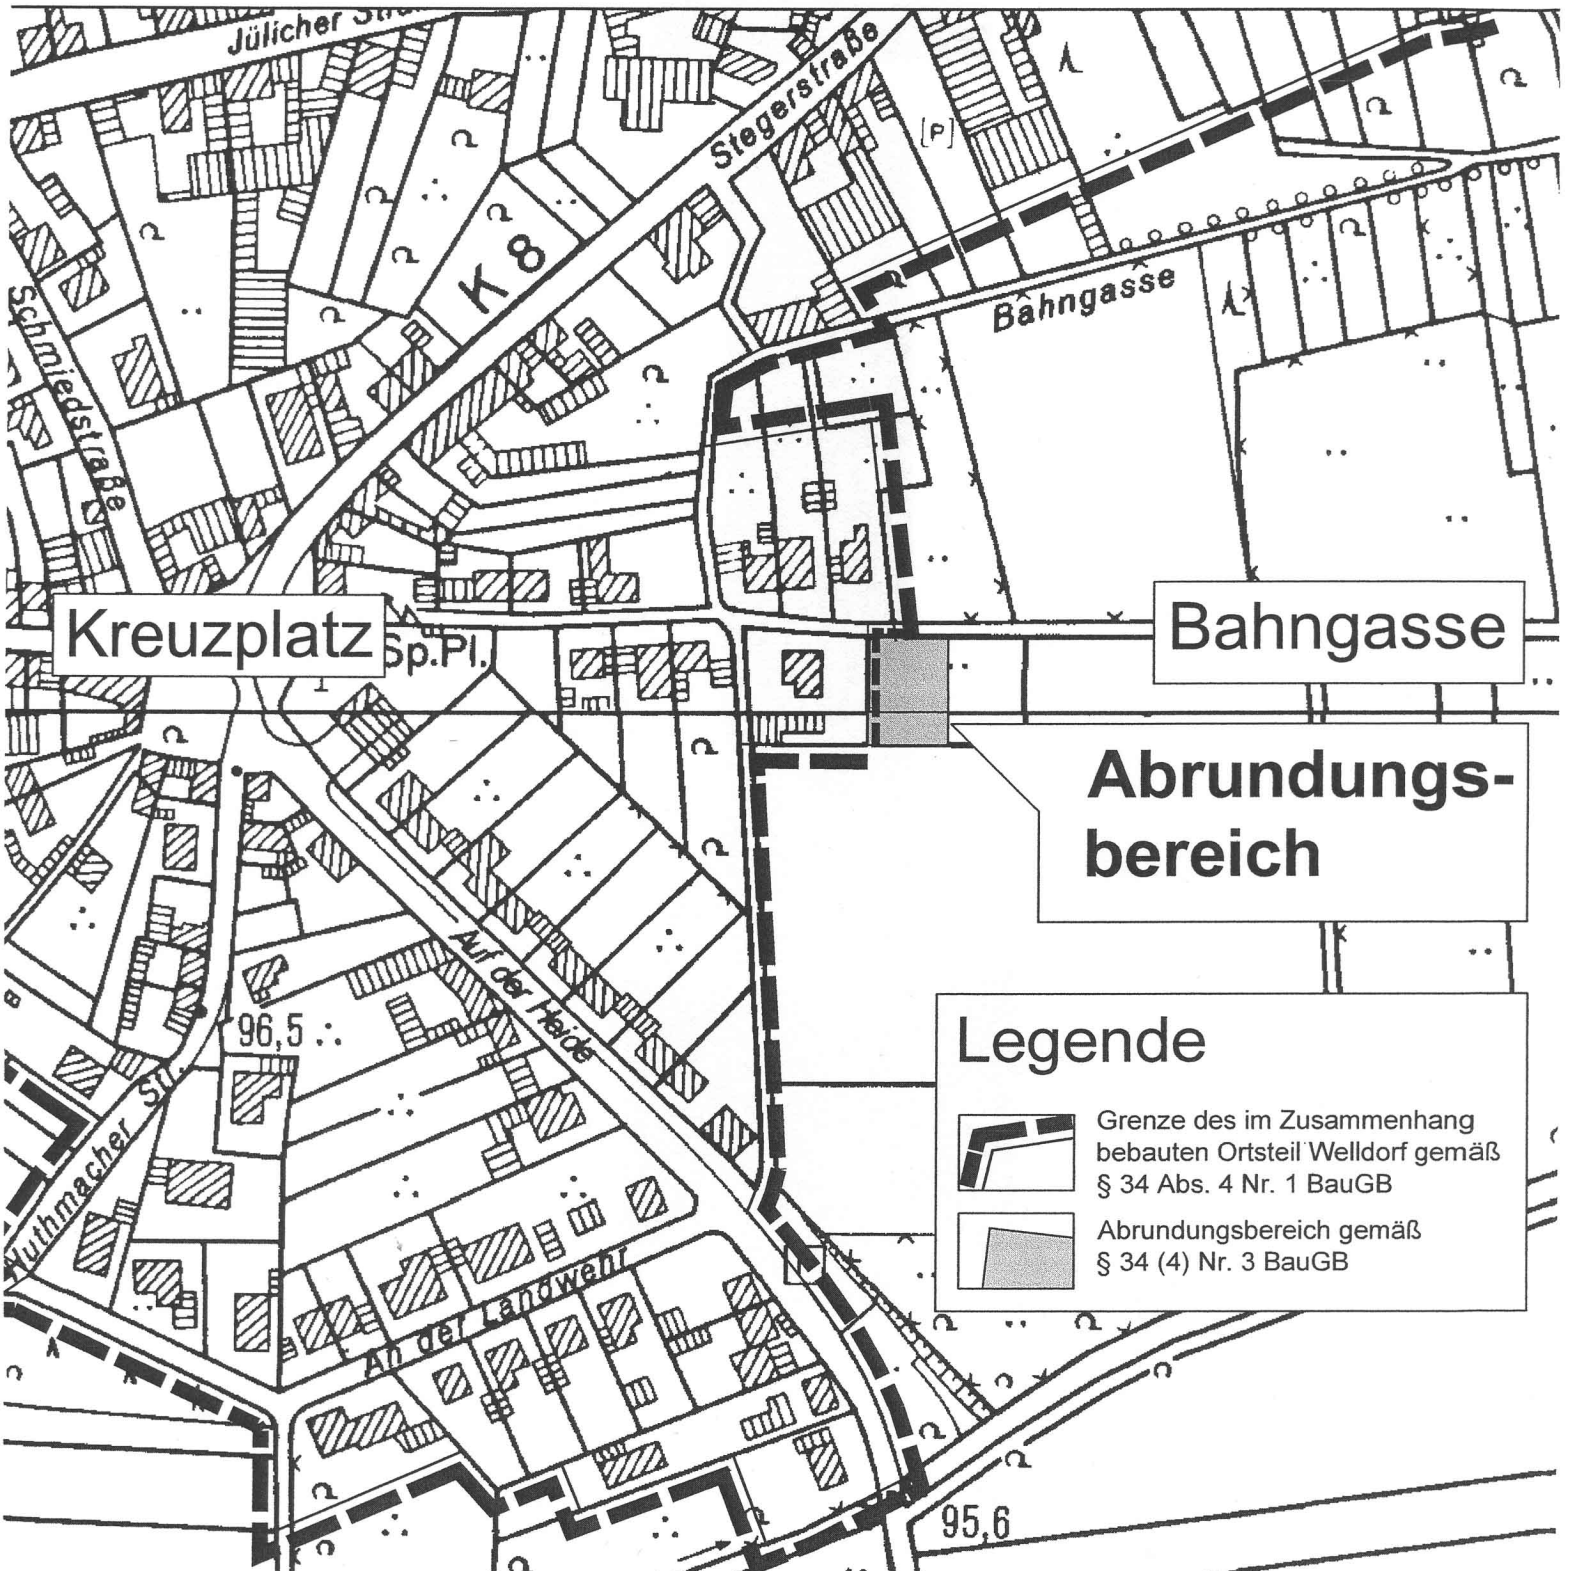 Jülicher
Stegerstraße
[P]
K 8
Bahngasse
Schmiedstraße
Kreuzplatz
Sp.Pl.
Bahngasse
Abrundungs-
bereich
Auf der Heide
96,5
Huthmacher Str.
An der Landwehr
95,6
Legende
Grenze des im Zusammenhang
bebauten Ortsteil Welldorf gemäß
§ 34 Abs. 4 Nr. 1 BauGB
Abrundungsbereich gemäß
§ 34 (4) Nr. 3 BauGB